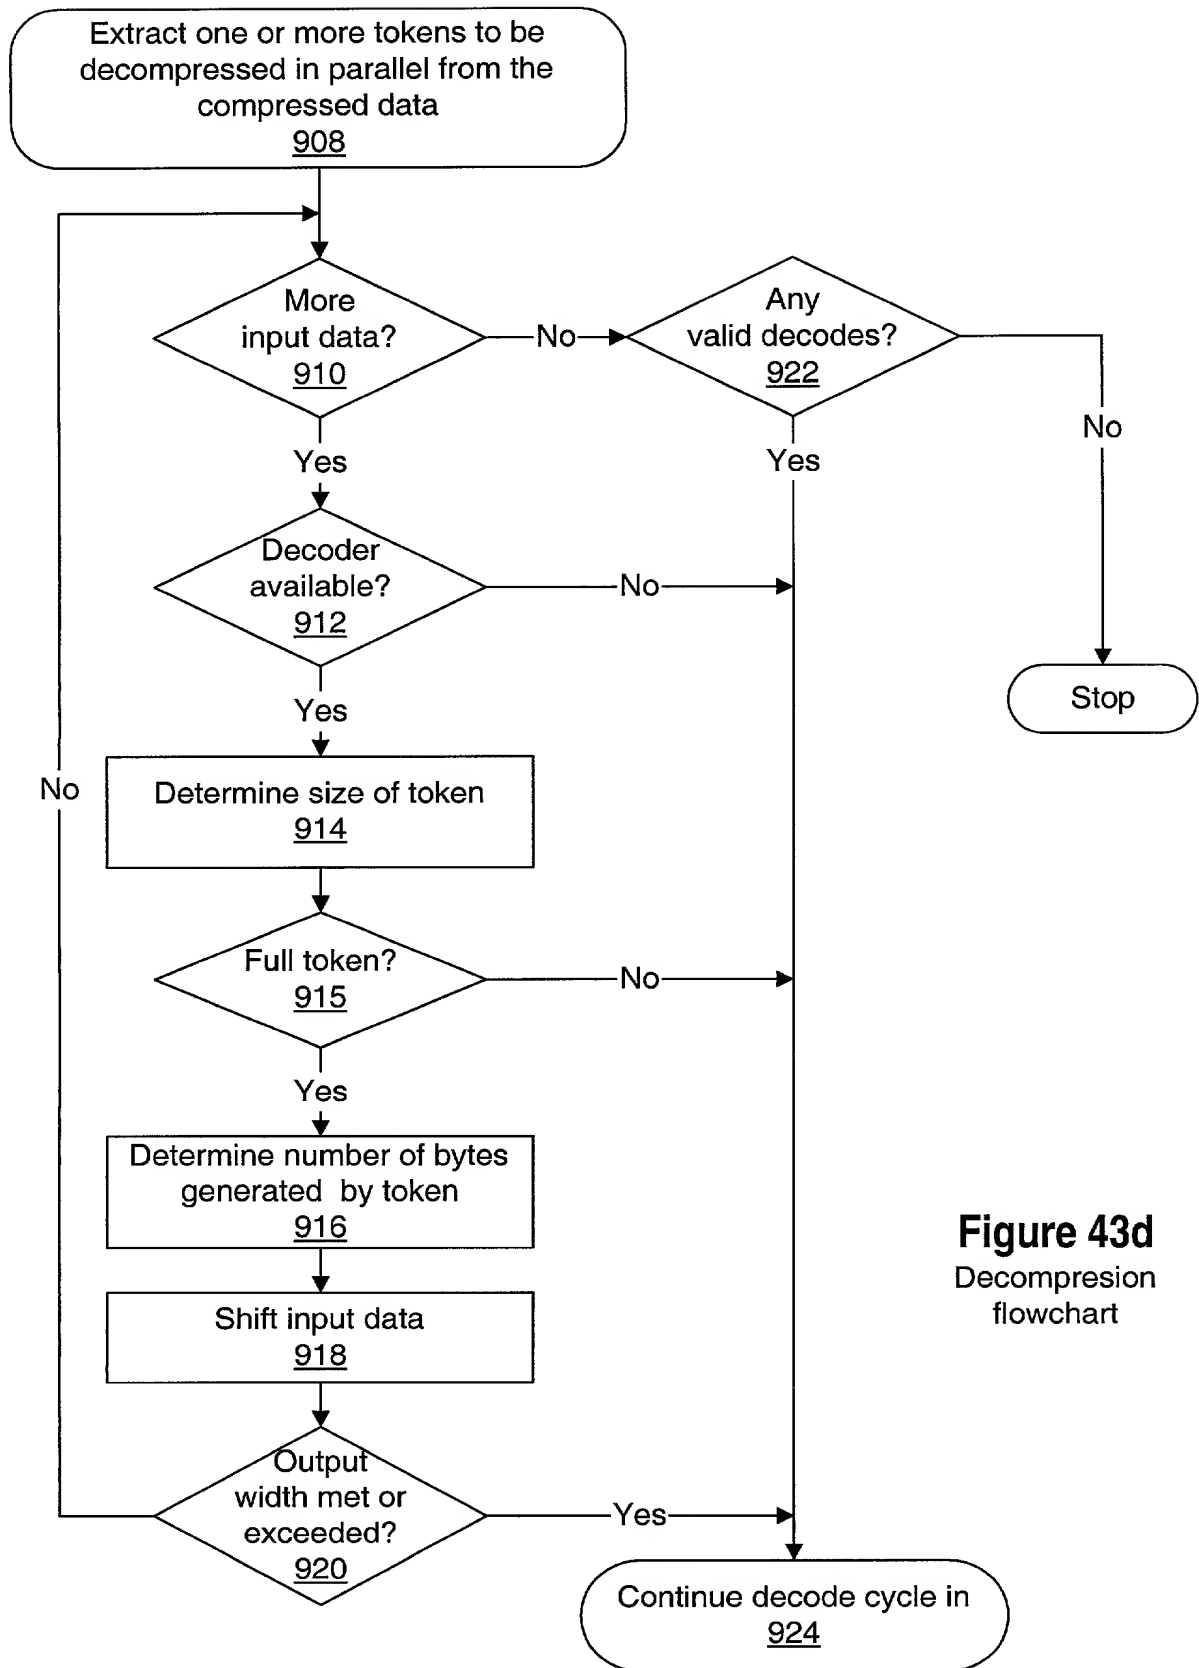 Extract one or more tokens to be
decompressed in parallel from the
compressed data
908
More
input data?
910
No
Any
valid decodes?
922
No
Yes
Yes
Decoder
available?
912
No
Stop
Yes
No
Determine size of token
914
Full token?
915
No
Yes
Determine number of bytes
generated by token
916
Figure 43d
Decompresion
flowchart
Shift input data
918
Output
width met or
exceeded?
920
Yes
Continue decode cycle in
924